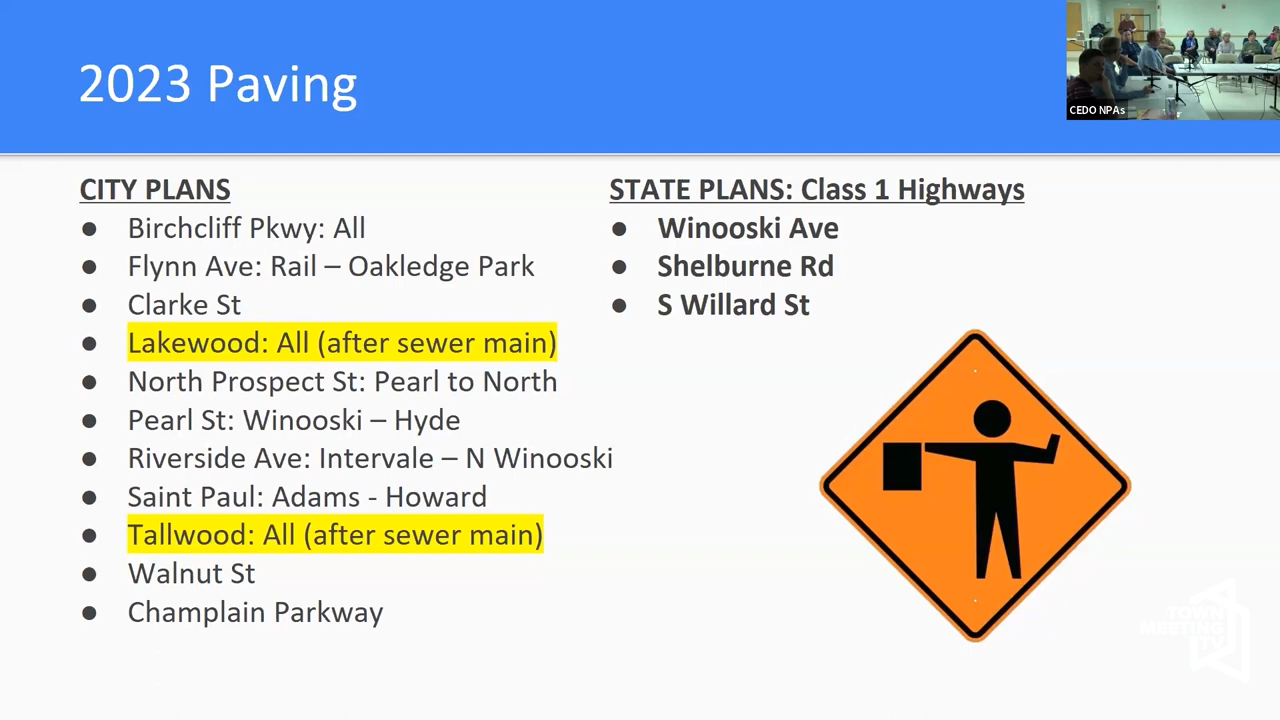 2023 Paving
CEDO NPAs
CITY PLANS
● Birchcliff Pkwy: All
● Flynn Ave: Rail – Oakledge Park
● Clarke St
● Lakewood: All (after sewer main)
● North Prospect St: Pearl to North
● Pearl St: Winooski – Hyde
● Riverside Ave: Intervale – N Winooski
● Saint Paul: Adams - Howard
● Tallwood: All (after sewer main)
● Walnut St
● Champlain Parkway
STATE PLANS: Class 1 Highways
● Winooski Ave
● Shelburne Rd
● S Willard St
TOWN
MEETING
TV